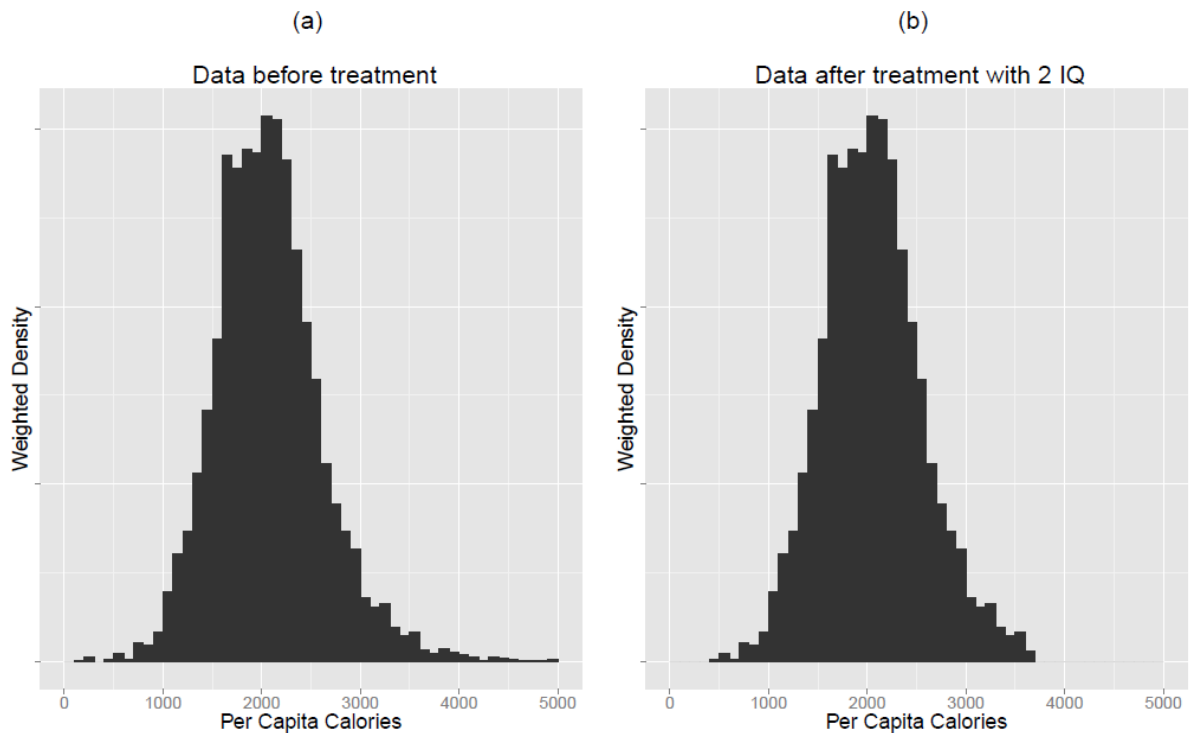 (a)
Data before treatment
Weighted Density
0 1000 2000 3000 4000 5000
Per Capita Calories
(b)
Data after treatment with 2 IQ
Weighted Density
0 1000 2000 3000 4000 5000
Per Capita Calories